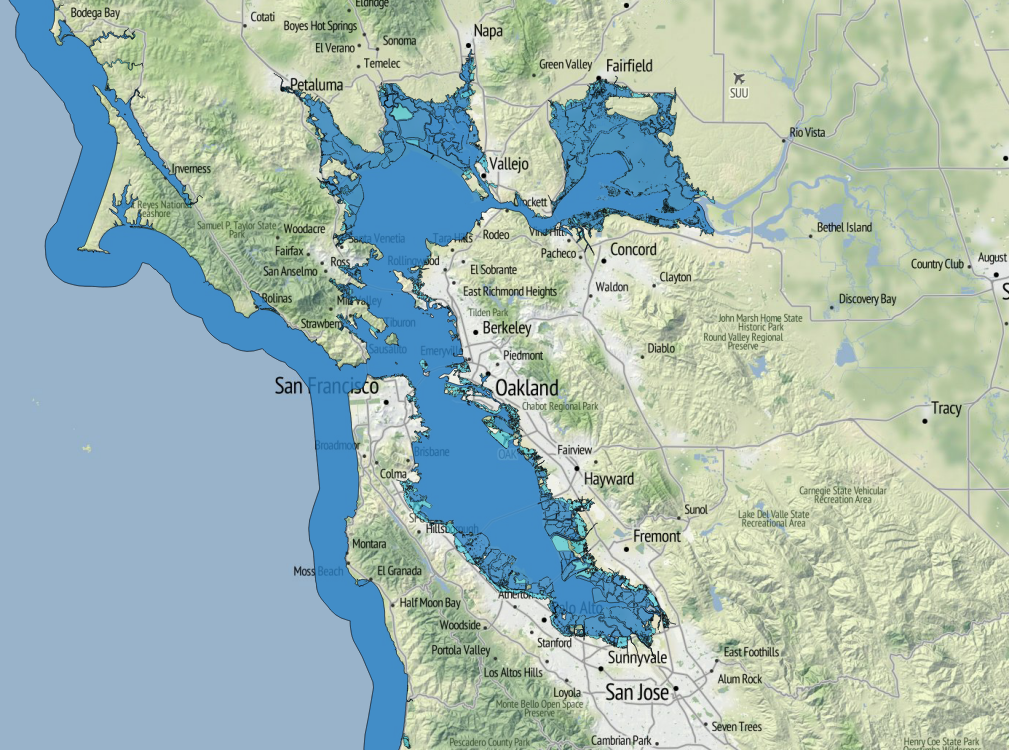 Bodega Bay
Cotati
Eldridge
Boyes Hot Springs
Sonoma
El Verano
Temelec
Napa
Green Valley
Fairfield
SUU
Petaluma
Rio Vista
Vallejo
Inverness
Reyes National
Seashore
Crockett
Samuel P. Taylor State
Park
Woodacre
Santa Venetia
Tara Hills
Rodeo
Vine Hill
Bethel Island
Fairfax
Ross
Rollingwood
Pacheco
Concord
San Anselmo
El Sobrante
Clayton
Country Club
August
East Richmond Heights
Waldon
Bolinas
Mill Valley
Discovery Bay
Tilden Park
Strawberry
Tiburon
Berkeley
John Marsh Home State
Historic Park
Round Valley Regional
Preserve
Sausalito
Emeryville
Piedmont
Diablo
San Francisco
Oakland
Chabot Regional Park
Tracy
Broadmoor
Brisbane
OAK
Fairview
Colma
Hayward
Carnegie State Vehicular
Recreation Area
Sunol
Lake Del Valle State
Recreational Area
Hillsborough
Fremont
Montara
Moss Beach
El Granada
Half Moon Bay
Atherton
Palo Alto
Woodside
Stanford
Portola Valley
Sunnyvale
East Foothills
Los Altos Hills
Alum Rock
Loyola
San Jose
Monte Bello Open Space
Preserve
Seven Trees
Pescadero County Park
Cambrian Park
Henry Coe State Park